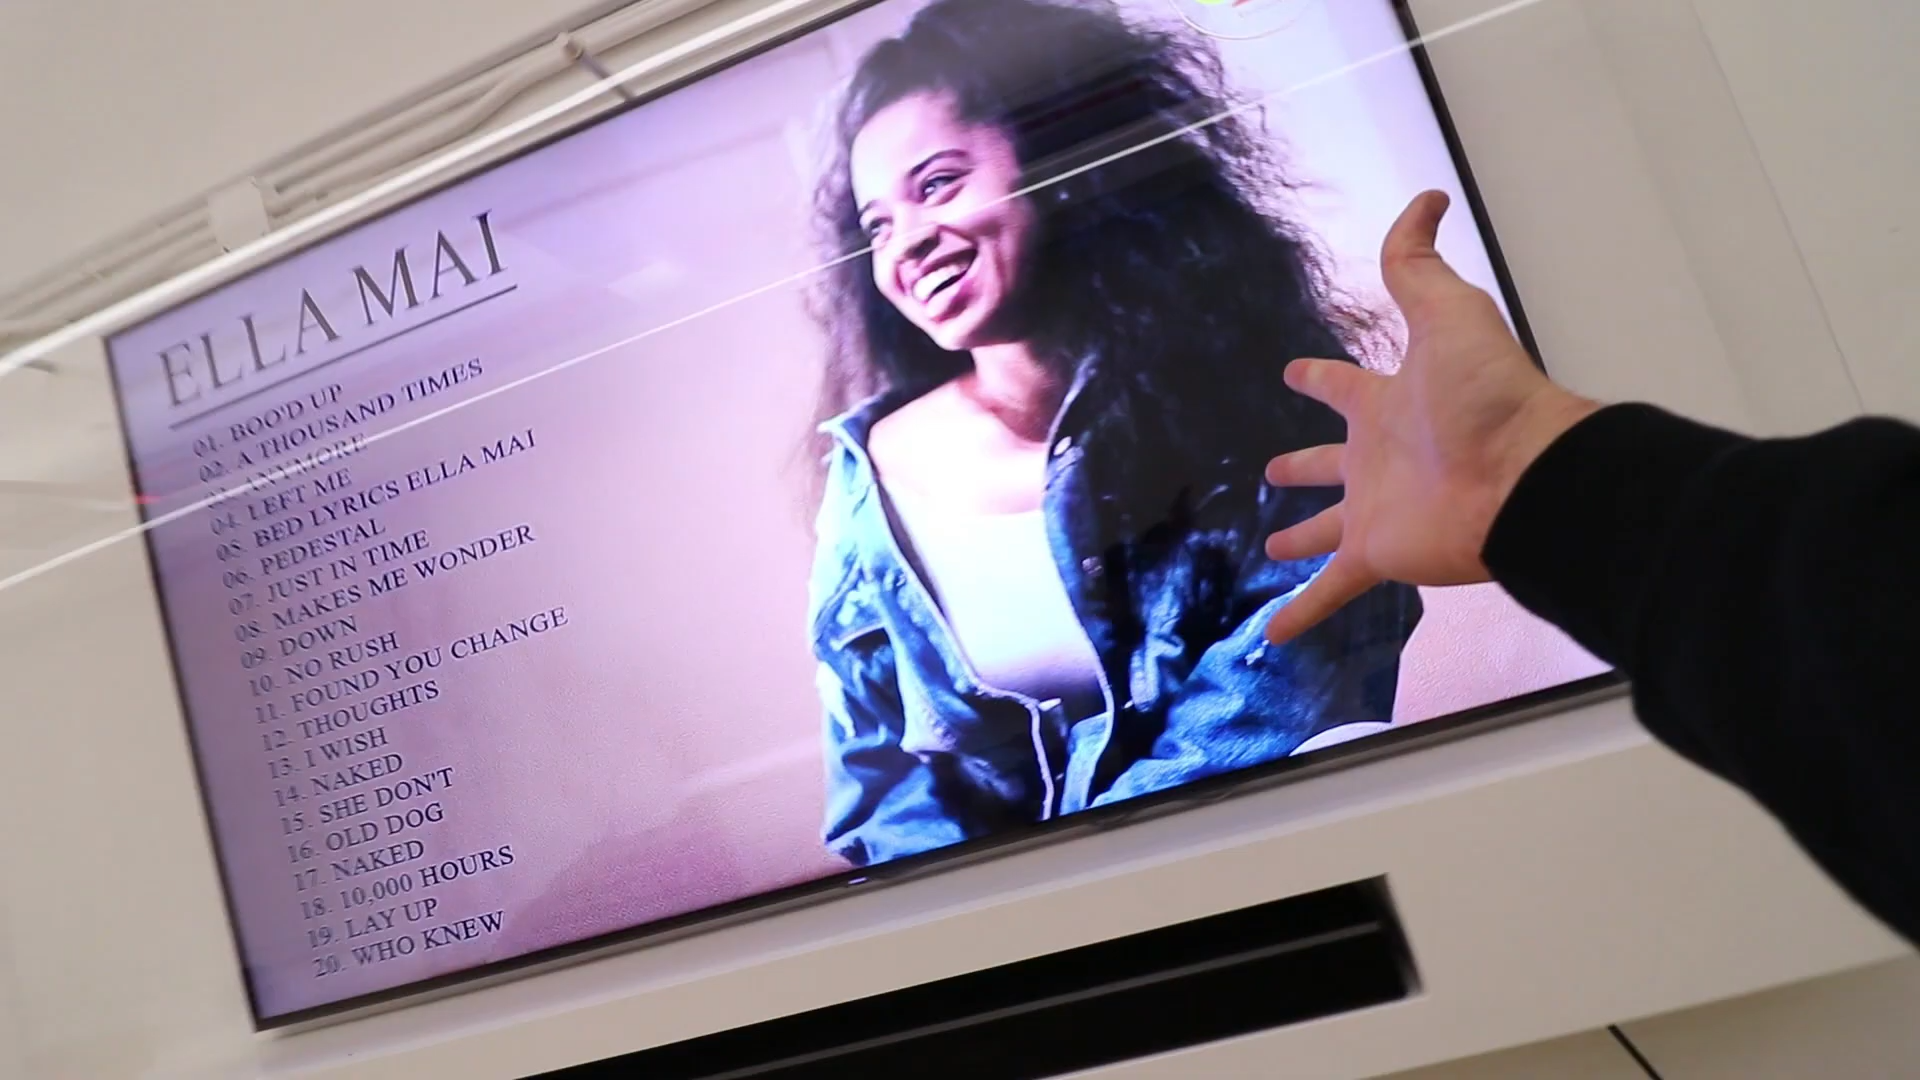 ELLA MAI
01. BOO'D UP
02. A THOUSAND TIMES
03. ANYMORE
04. LEFT ME
05. BED LYRICS ELLA MAI
06. PEDESTAL
07. JUST IN TIME
08. MAKES ME WONDER
09. DOWN
10. NO RUSH
11. FOUND YOU CHANGE
12. THOUGHTS
13. I WISH
14. NAKED
15. SHE DON'T
16. OLD DOG
17. NAKED
18. 10,000 HOURS
19. LAY UP
20. WHO KNEW